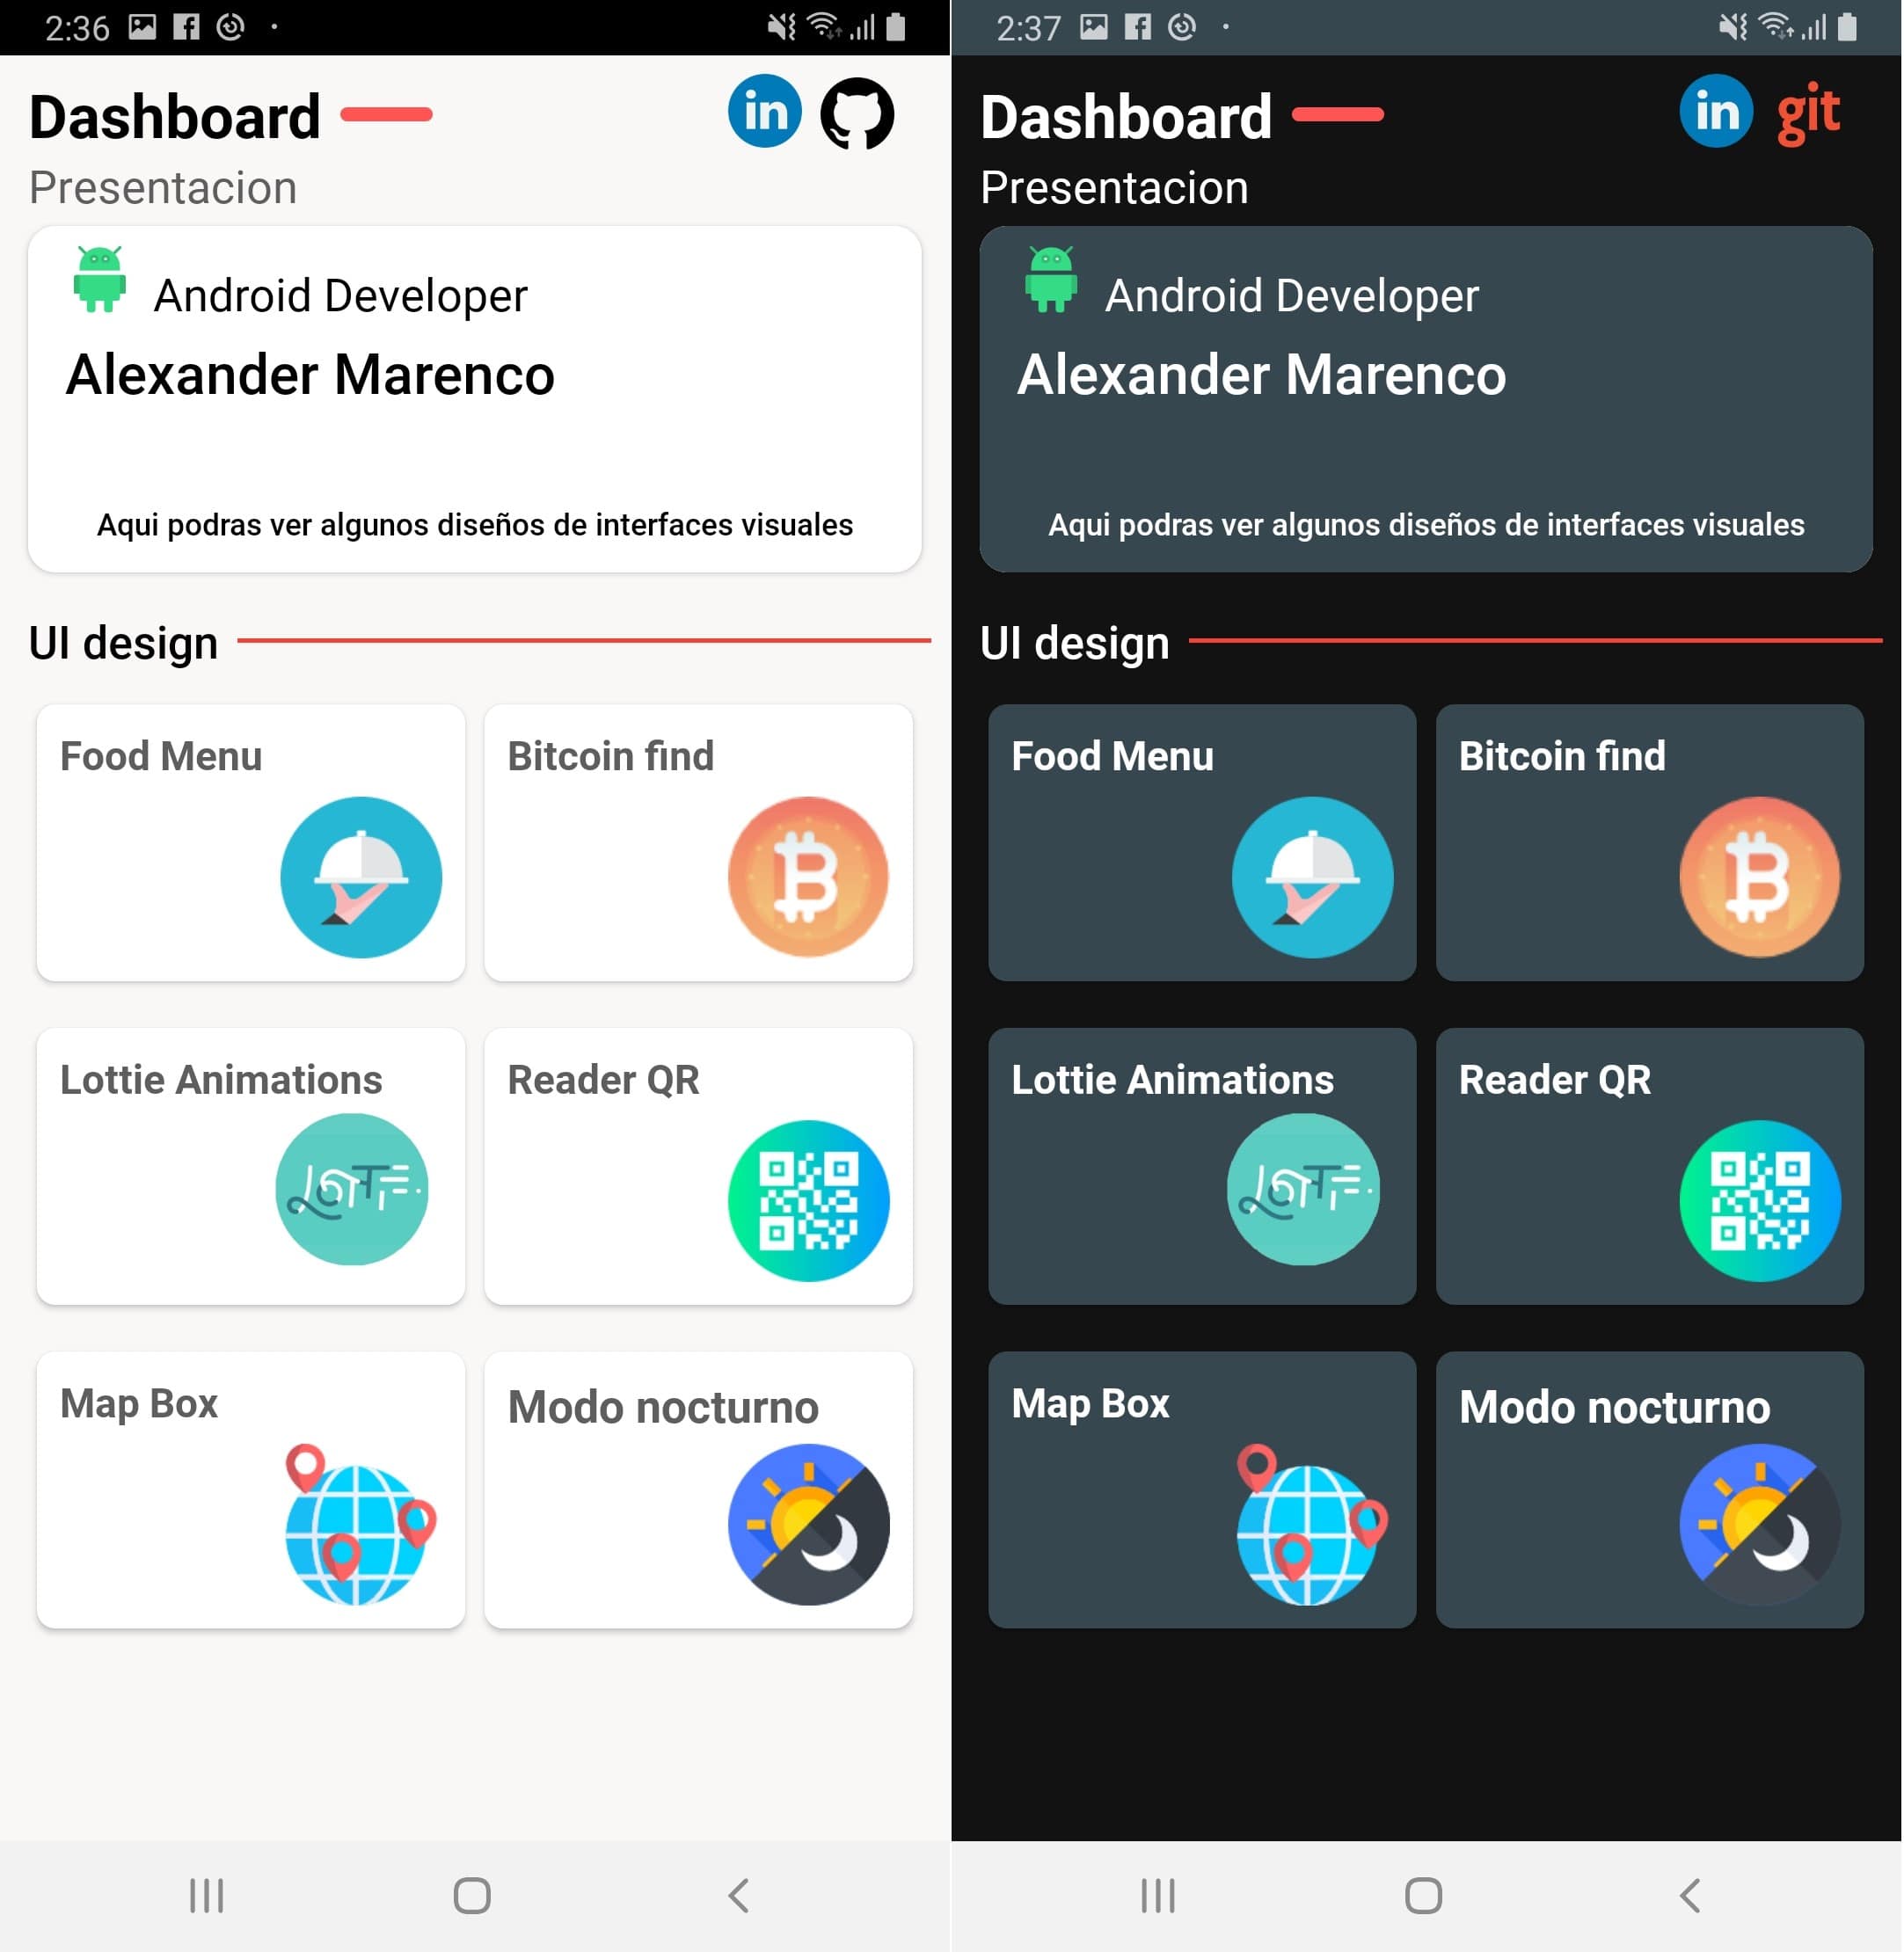 2:36
Dashboard
in
Presentacion
Android Developer
Alexander Marenco
Aqui podras ver algunos diseños de interfaces visuales
UI design
Food Menu
Bitcoin find
Lottie Animations
LOTTIE
Reader QR
Map Box
Modo nocturno
2:37
Dashboard
in
git
Presentacion
Android Developer
Alexander Marenco
Aqui podras ver algunos diseños de interfaces visuales
UI design
Food Menu
Bitcoin find
Lottie Animations
LOTTIE
Reader QR
Map Box
Modo nocturno